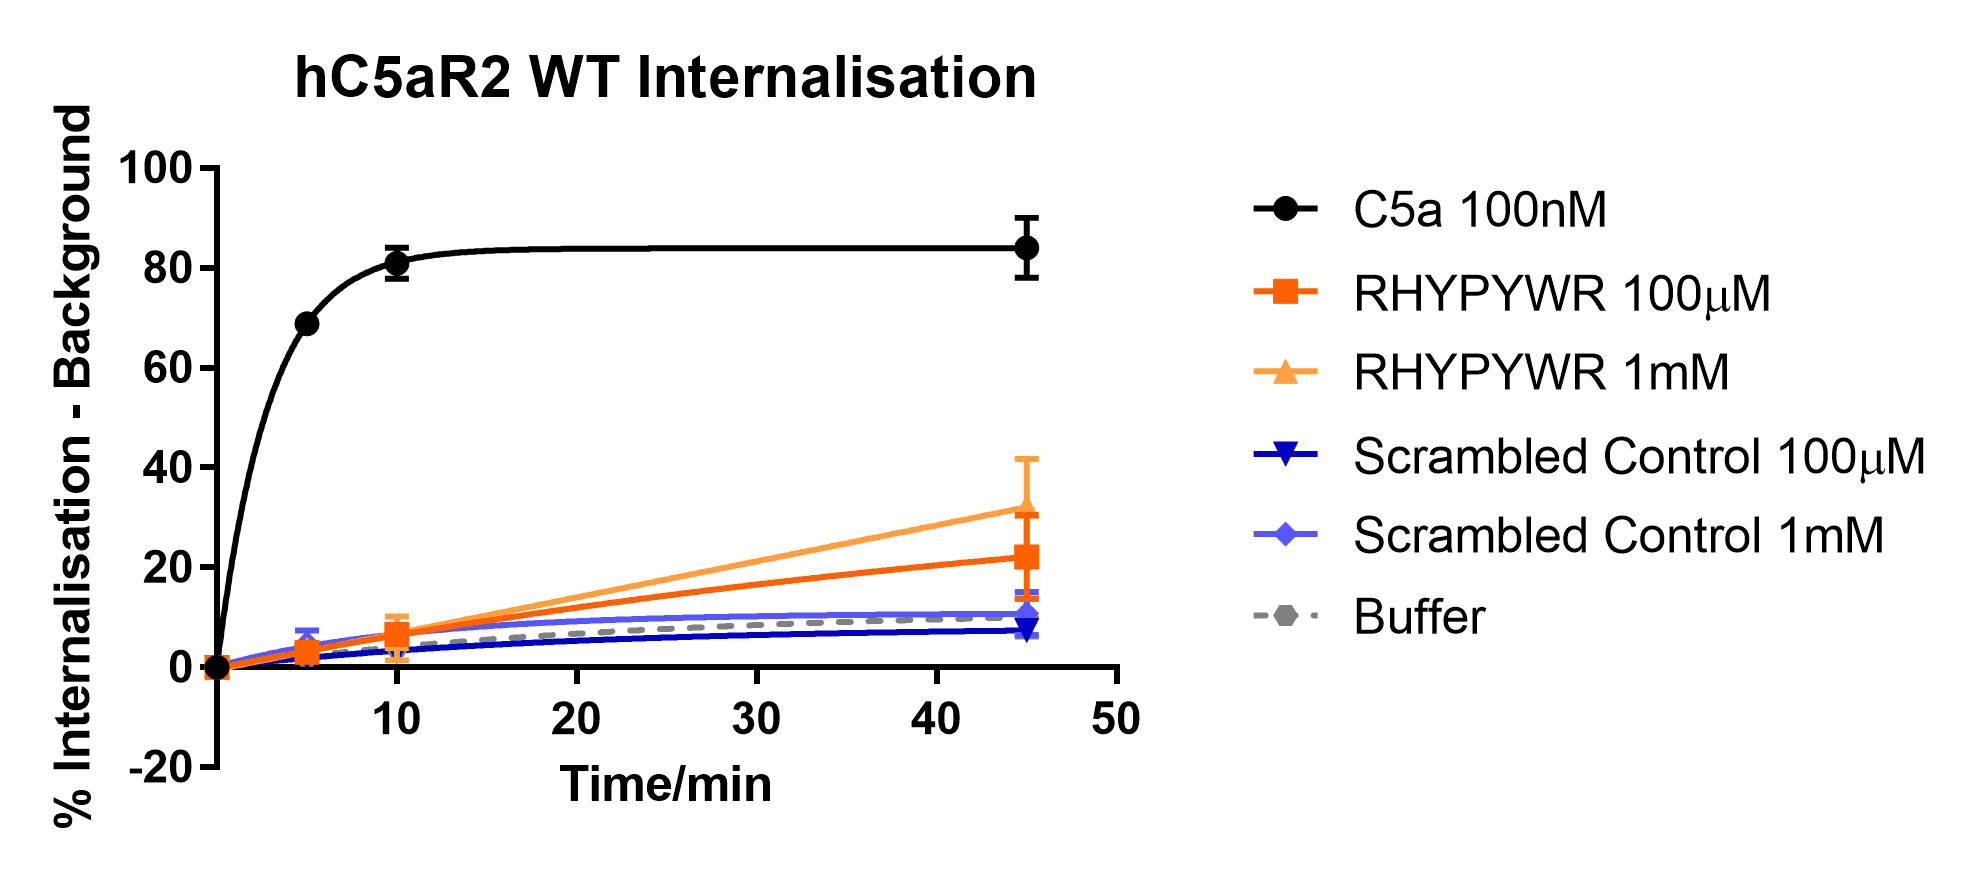 hC5aR2 WT Internalisation
% Internalisation - Background
100
80
60
40
20
0
-20
10 20 30 40 50
Time/min
C5a 100nM
RHYPYWR 100μM
RHYPYWR 1mM
Scrambled Control 100μM
Scrambled Control 1mM
Buffer